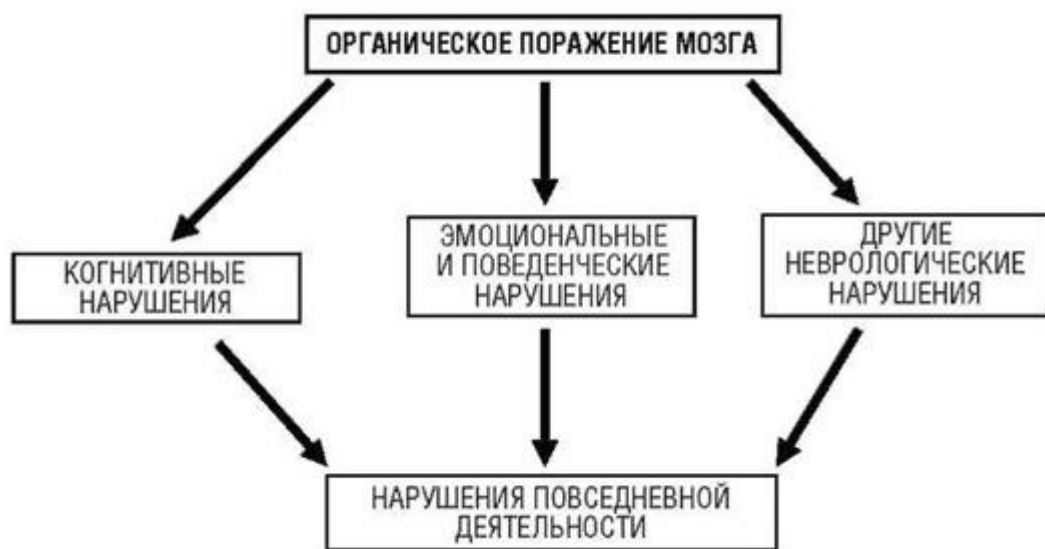 ОРГАНИЧЕСКОЕ ПОРАЖЕНИЕ МОЗГА
КОГНИТИВНЫЕ
НАРУШЕНИЯ
ЭМОЦИОНАЛЬНЫЕ
И ПОВЕДЕНЧЕСКИЕ
НАРУШЕНИЯ
ДРУГИЕ
НЕВРОЛОГИЧЕСКИЕ
НАРУШЕНИЯ
НАРУШЕНИЯ ПОВСЕДНЕВНОЙ
ДЕЯТЕЛЬНОСТИ